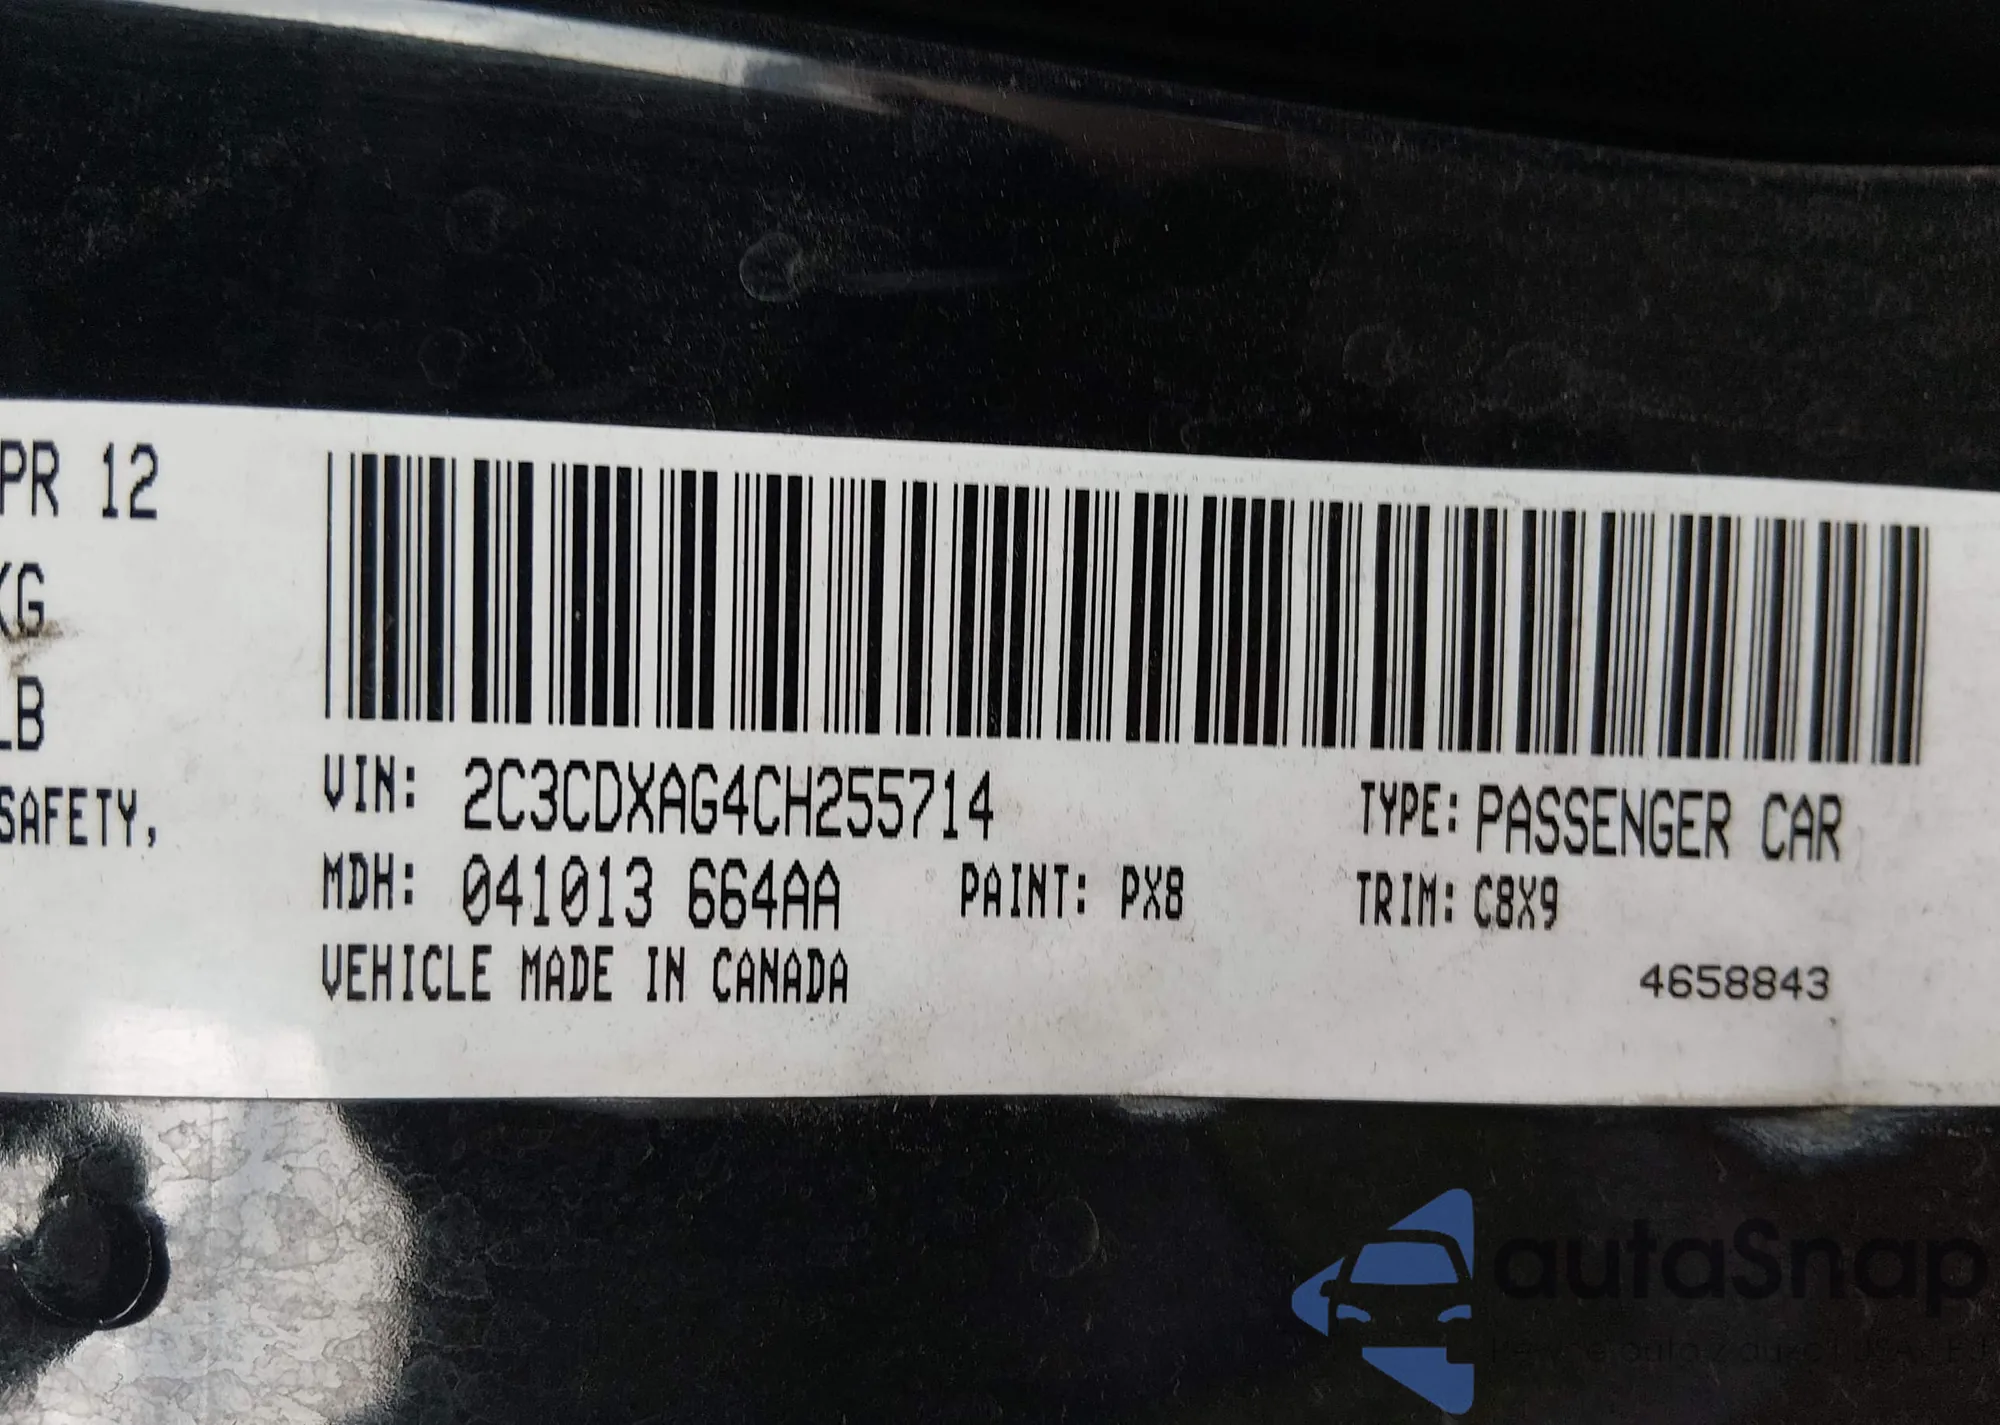 PR 12
KG
LB
SAFETY,
VIN: 2C3CDXAG4CH255714
TYPE: PASSENGER CAR
MDH: 041013 664AA PAINT: PX8 TRIM: C8X9
VEHICLE MADE IN CANADA
4658843
autaSnap